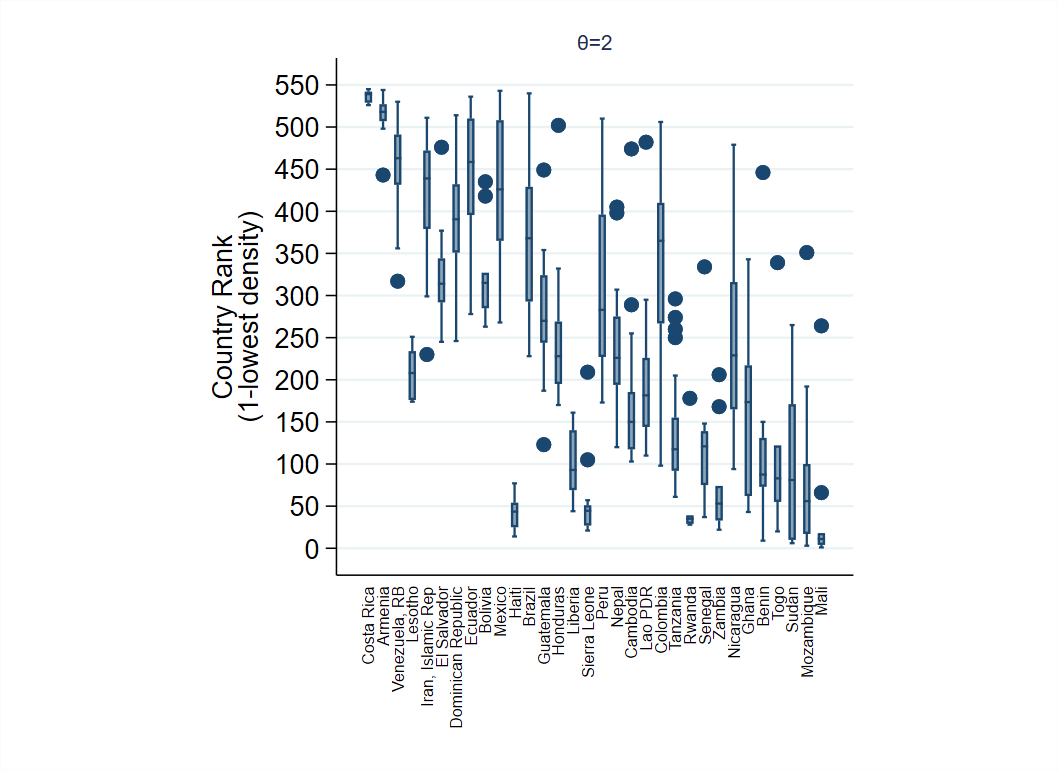 θ=2
Country Rank
(1-lowest density)
550
500
450
400
350
300
250
200
150
100
50
0
Costa Rica
Armenia
Venezuela, RB
Lesotho
Iran, Islamic Rep
El Salvador
Dominican Republic
Ecuador
Bolivia
Mexico
Haiti
Brazil
Guatemala
Honduras
Liberia
Sierra Leone
Peru
Nepal
Cambodia
Lao PDR
Colombia
Tanzania
Rwanda
Senegal
Zambia
Nicaragua
Ghana
Benin
Togo
Sudan
Mozambique
Mali